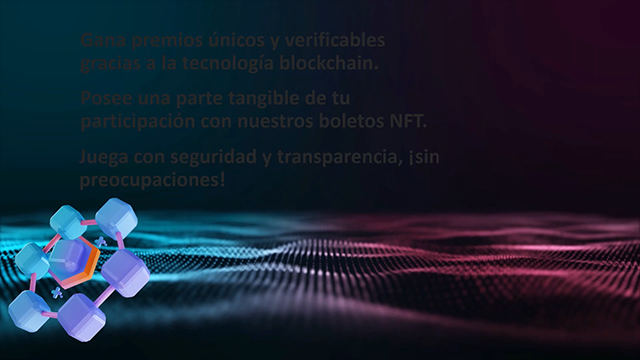 Gana premios únicos y verificables
gracias a la tecnología blockchain.
Posee una parte tangible de tu
participación con nuestros boletos NFT.
Juega con seguridad y transparencia, ¡sin
preocupaciones!